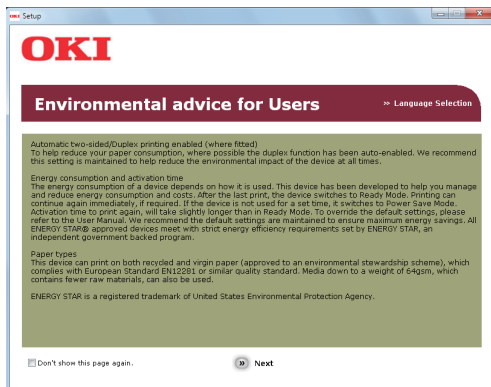 OKI Setup
OKI
Environmental advice for Users
» Language Selection
Automatic two-sided/Duplex printing enabled (where fitted)
To help reduce your paper consumption, where possible the duplex function has been auto-enabled. We recommend
this setting is maintained to help reduce the environmental impact of the device at all times.
Energy consumption and activation time
The energy consumption of a device depends on how it is used. This device has been developed to help you manage
and reduce energy consumption and costs. After the last print, the device switches to Ready Mode. Printing can
continue again immediately, if required. If the device is not used for a set time, it switches to Power Save Mode.
Activation time to print again, will take slightly longer than in Ready Mode. To override the default settings, please
refer to the User Manual. We recommend the default settings are maintained to ensure maximum energy savings. All
ENERGY STAR® approved devices meet with strict energy efficiency requirements set by ENERGY STAR, an
independent government backed program.
Paper types
This device can print on both recycled and virgin paper (approved to an environmental stewardship scheme), which
complies with European Standard EN12281 or similar quality standard. Media down to a weight of 64gsm, which
contains fewer raw materials, can also be used.
ENERGY STAR is a registered trademark of United States Environmental Protection Agency.
Don't show this page again.
» Next